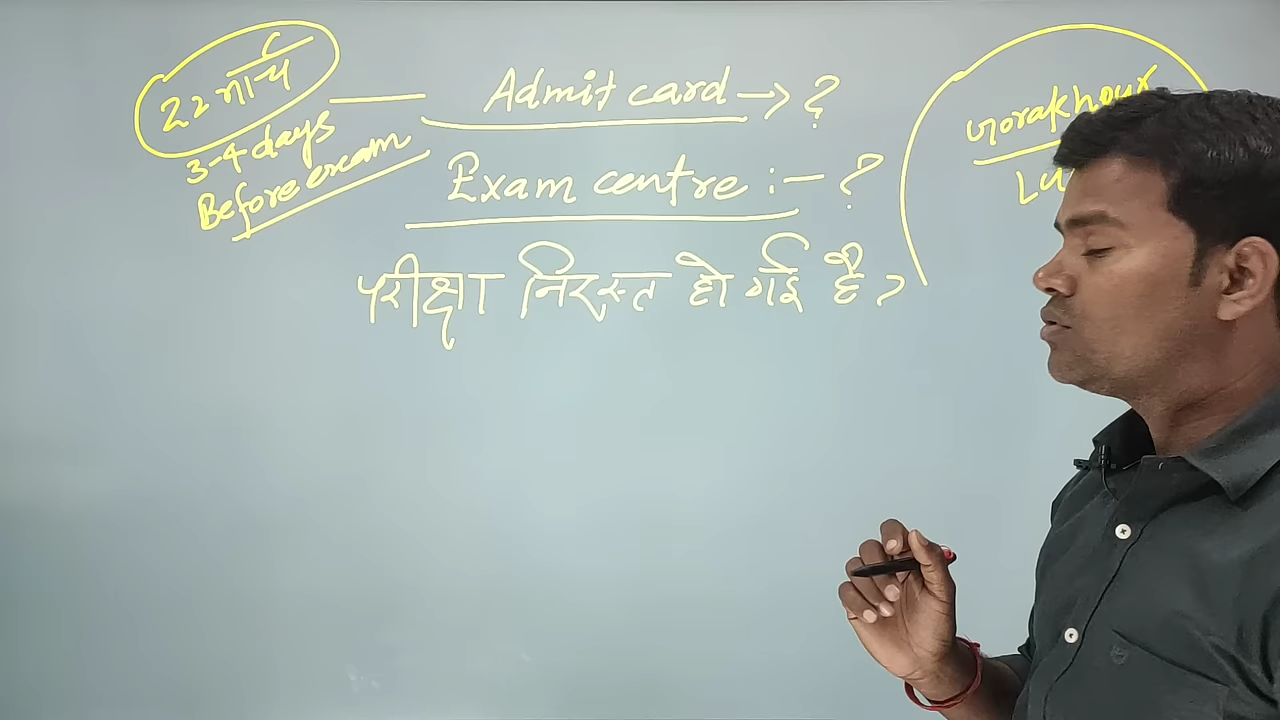 22 मार्च
3-4 days
Before exam
Admit card → ?
Exam centre :- ?
परीक्षा निरस्त हो गई है ?
Gorakhpur